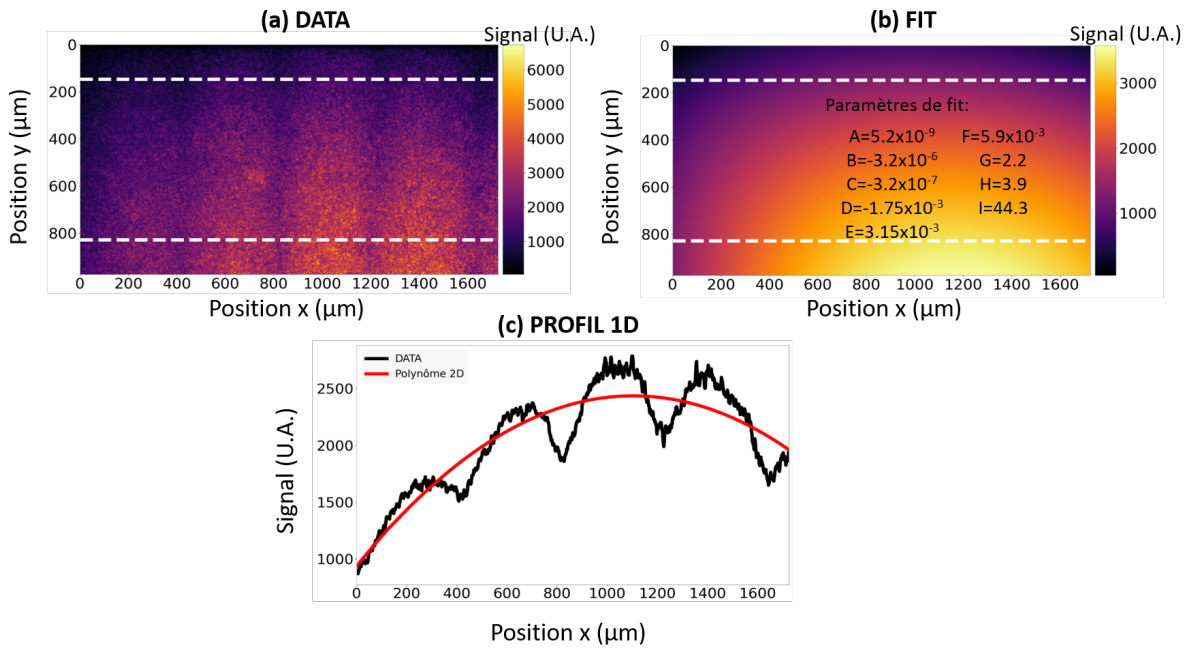 (a) DATA
Signal (U.A.)
0
200
400
600
800
Position y (µm)
0 200 400 600 800 1000 1200 1400 1600
Position x (µm)
6000
5000
4000
3000
2000
1000
(b) FIT
Signal (U.A.)
0
200
400
600
800
Position y (µm)
Paramètres de fit:
A=5.2x10⁻⁹ F=5.9x10⁻³
B=-3.2x10⁻⁶ G=2.2
C=-3.2x10⁻⁷ H=3.9
D=-1.75x10⁻³ I=44.3
E=3.15x10⁻³
0 200 400 600 800 1000 1200 1400 1600
Position x (µm)
3000
2000
1000
(c) PROFIL 1D
DATA
Polynôme 2D
2500
2000
1500
1000
Signal (U.A.)
0 200 400 600 800 1000 1200 1400 1600
Position x (µm)